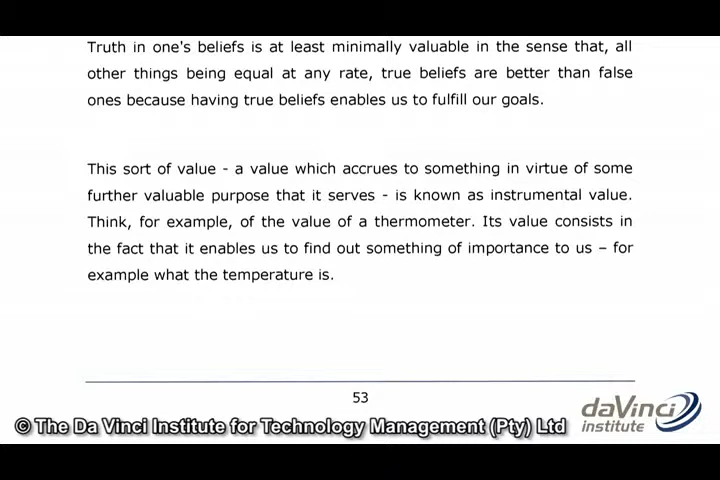 Truth in one's beliefs is at least minimally valuable in the sense that, all
other things being equal at any rate, true beliefs are better than false
ones because having true beliefs enables us to fulfill our goals.
This sort of value - a value which accrues to something in virtue of some
further valuable purpose that it serves - is known as instrumental value.
Think, for example, of the value of a thermometer. Its value consists in
the fact that it enables us to find out something of importance to us – for
example what the temperature is.
53
© The Da Vinci Institute for Technology Management (Pty) Ltd
daVinci
institute